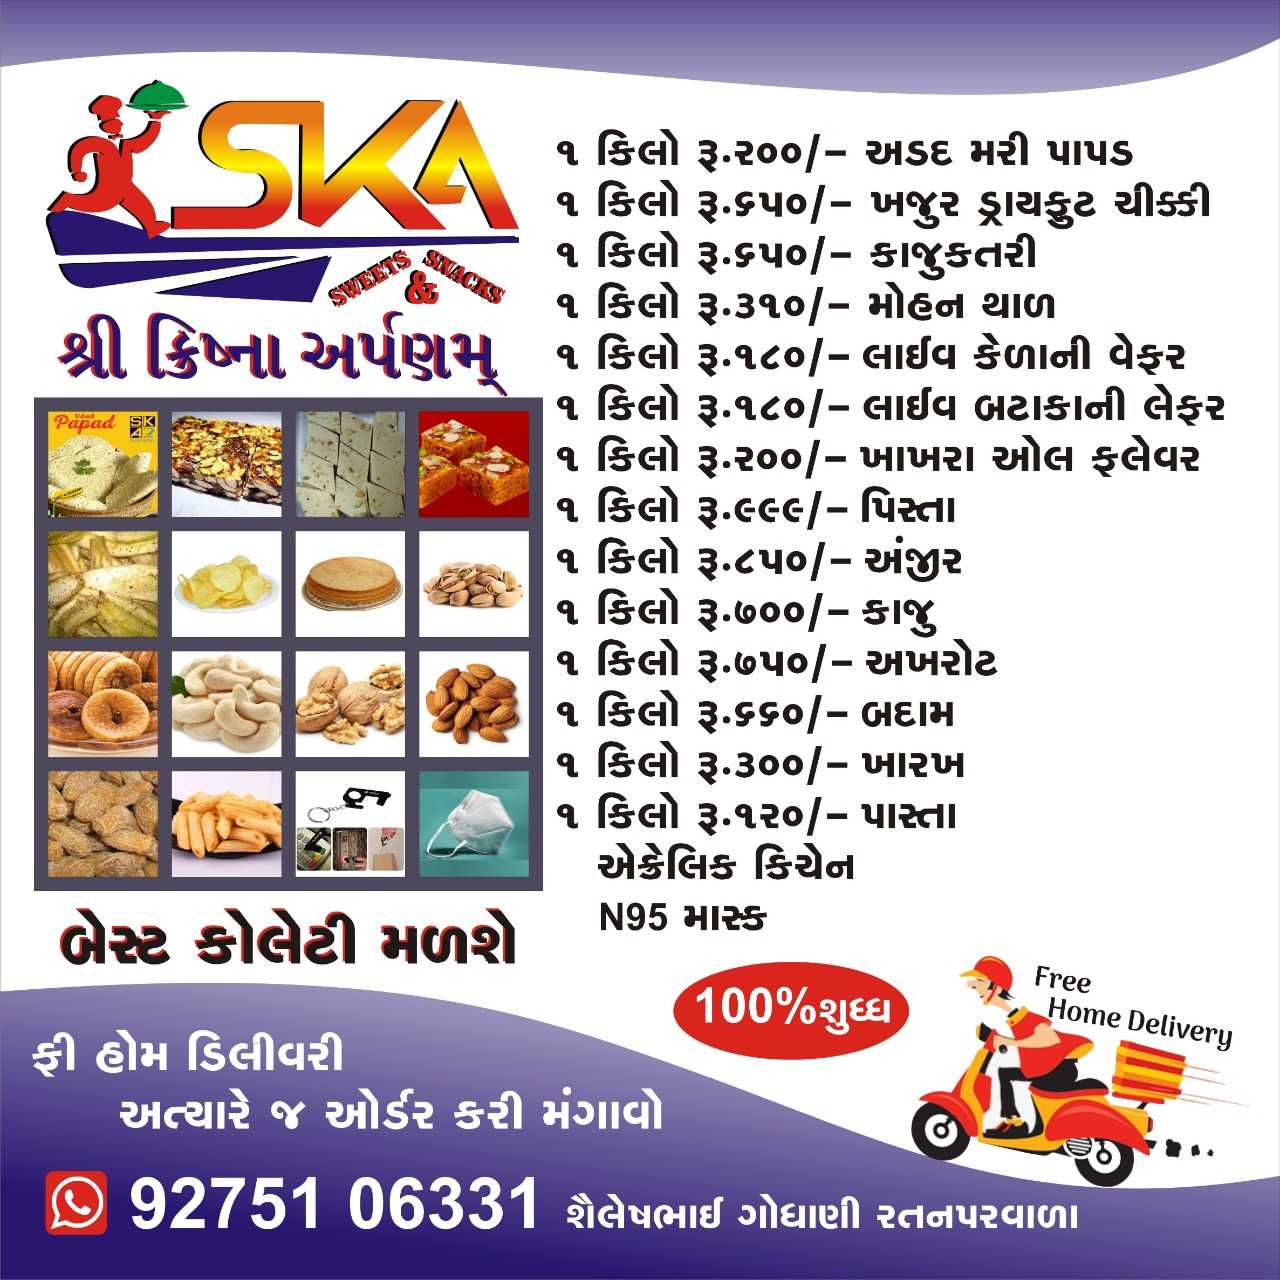 SKA
SWEETS & SNACKS
શ્રી ક્રિષ્ના અર્પણમ્
Udad
Papad
SK
૧ કિલો રૂ.૨૦૦/– અડદ મરી પાપડ
૧ કિલો રૂ.૬૫૦/– ખજુર ડ્રાયફ્રુટ ચીક્કી
૧ કિલો રૂ.૬૫૦/– કાજુકતરી
૧ કિલો રૂ.૩૧૦/– મોહન થાળ
૧ કિલો રૂ.૧૮૦/– લાઈવ કેળાની વેફર
૧ કિલો રૂ.૧૮૦/– લાઈવ બટાકાની લેફર
૧ કિલો રૂ.૨૦૦/– ખાખરા ઓલ ફલેવર
૧ કિલો રૂ.૯૯૯/– પિસ્તા
૧ કિલો રૂ.૮૫૦/– અંજીર
૧ કિલો રૂ.૭૦૦/– કાજુ
૧ કિલો રૂ.૭૫૦/– અખરોટ
૧ કિલો રૂ.૬૬૦/– બદામ
૧ કિલો રૂ.૩૦૦/– ખારખ
૧ કિલો રૂ.૧૨૦/– પાસ્તા
એક્રેલિક કિચેન
N95 માસ્ક
બેસ્ટ કોલેટી મળશે
100%શુધ્ધ
Free
Home Delivery
ફ્રી હોમ ડિલીવરી
અત્યારે જ ઓર્ડર કરી મંગાવો
92751 06331 શૈલેષભાઈ ગોધાણી રતનપરવાળા